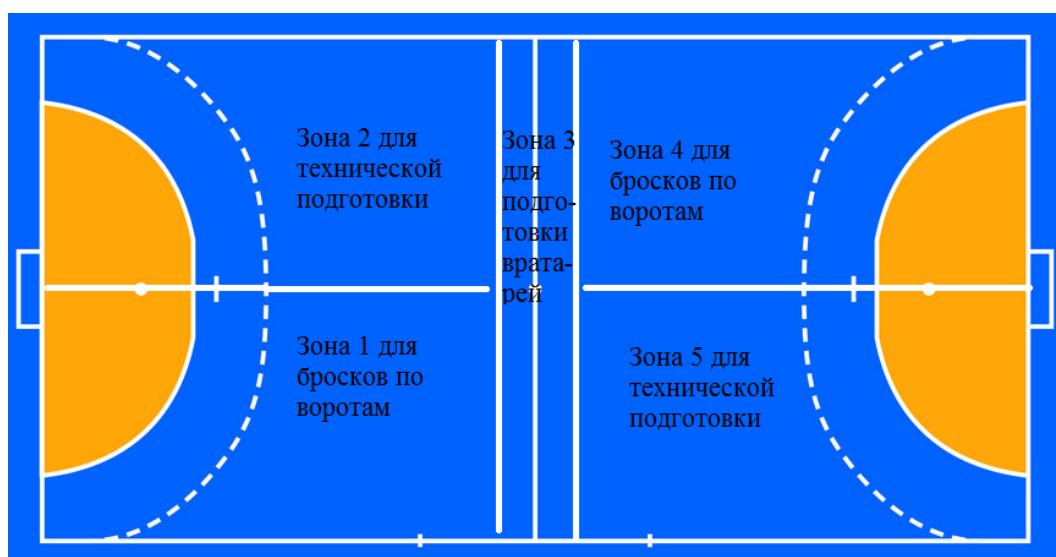 Зона 2 для
технической
подготовки
Зона 1 для
бросков по
воротам
Зона 3
для
подго-
товки
врата-
рей
Зона 4 для
бросков по
воротам
Зона 5 для
технической
подготовки